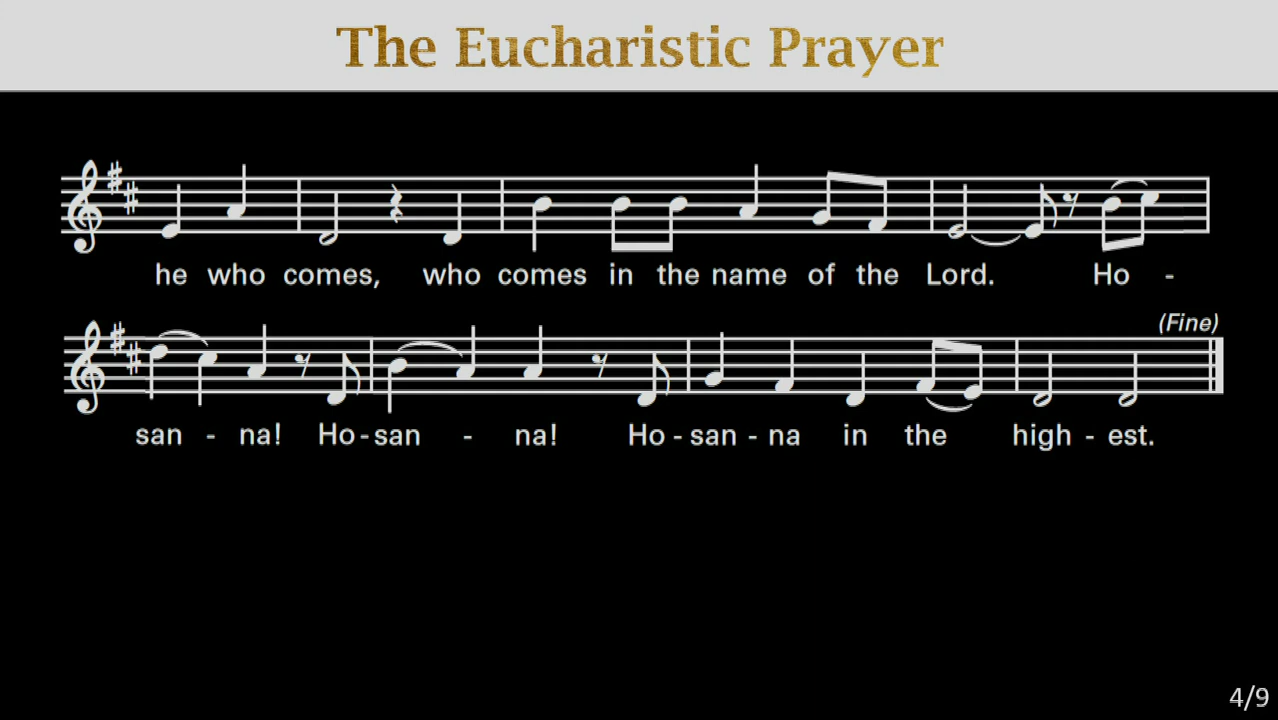 The Eucharistic Prayer
he who comes, who comes in the name of the Lord. Ho -
(Fine)
san - na! Ho - san - na! Ho - san - na in the high - est.
4/9